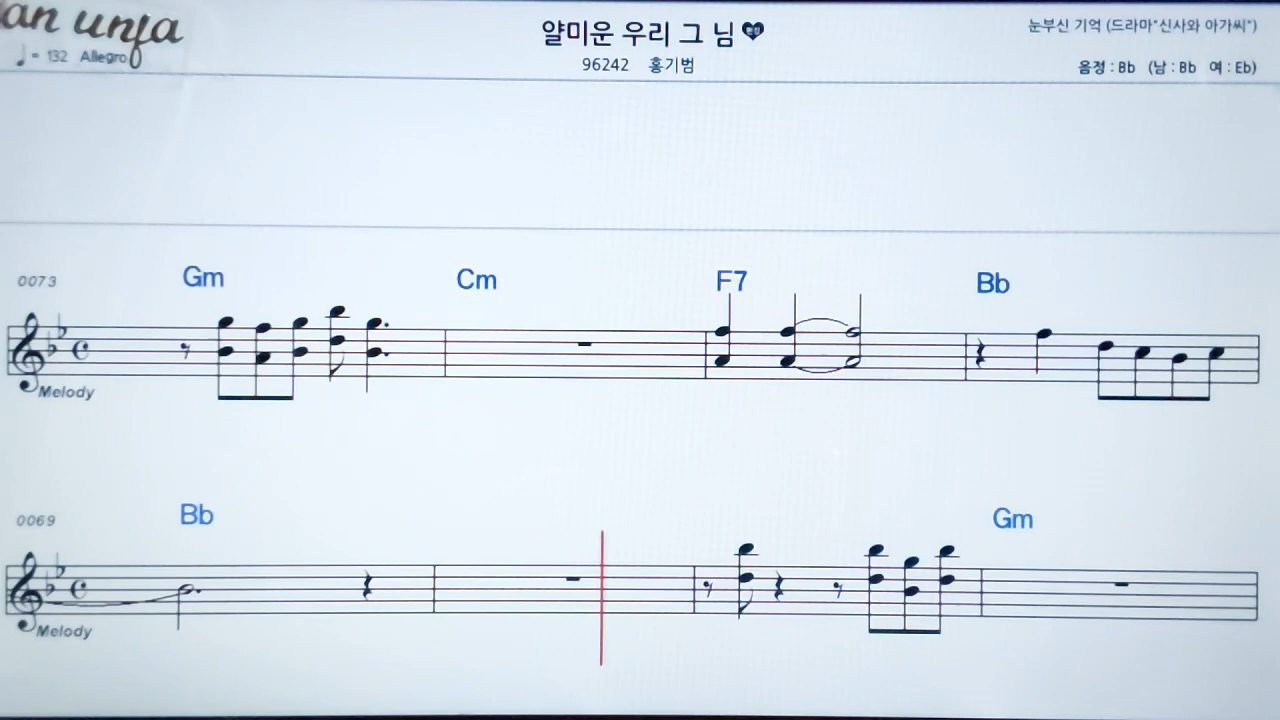 an unja
♩= 132 Allegro
얄미운 우리 그 님
96242 홍기범
눈부신 기억 (드라마"신사와 아가씨")
음정 : Bb (남 : Bb 여 : Eb)
0073 Gm Cm F7 Bb
Melody
0069 Bb Gm
Melody